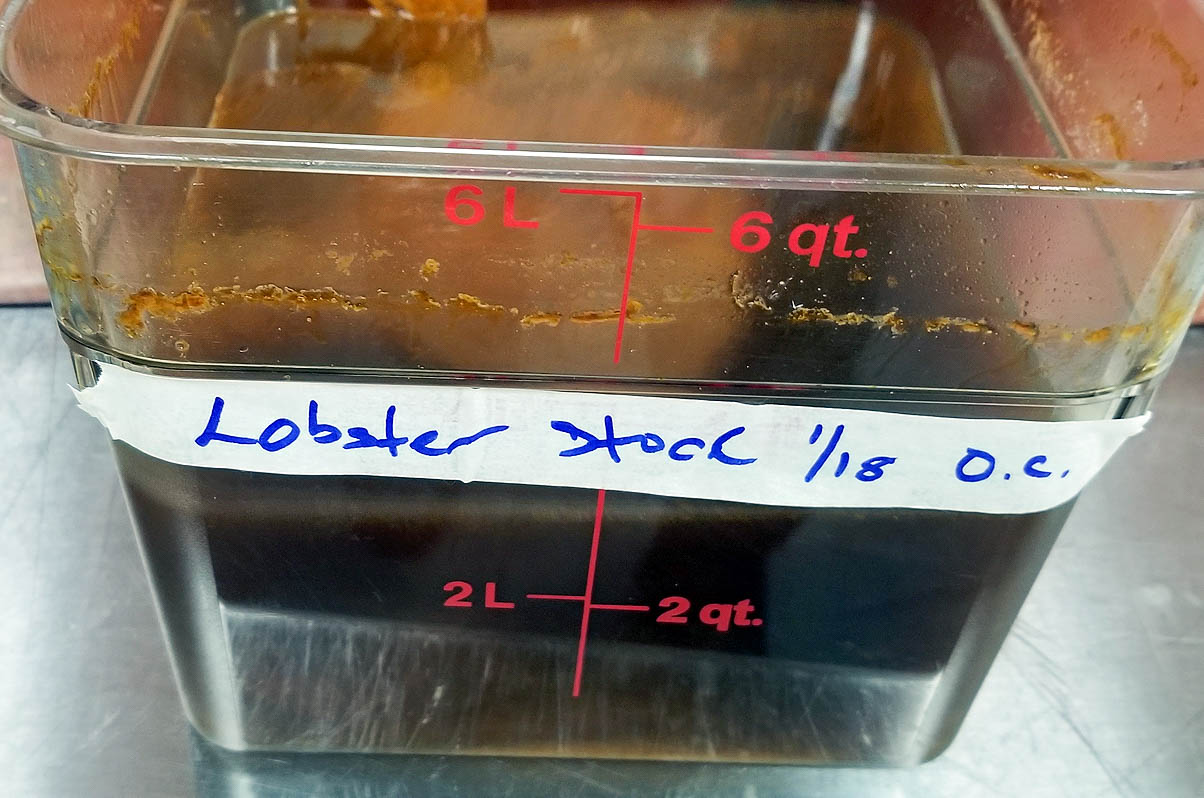 6 L 6 qt.
Lobster Stock 1/18 O.C.
2 L 2 qt.